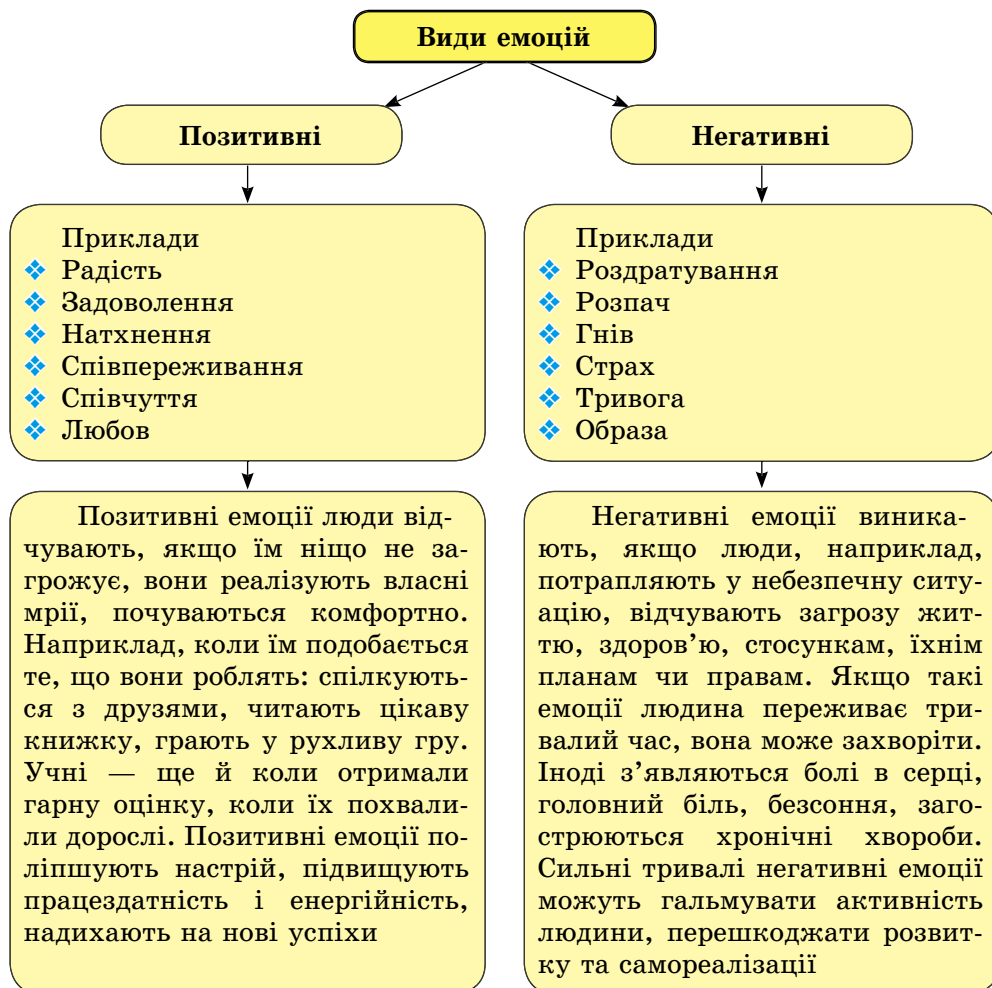 Види емоцій
Позитивні
Негативні
Приклади
Радість
Задоволення
Натхнення
Співпереживання
Співчуття
Любов
Приклади
Роздратування
Розпач
Гнів
Страх
Тривога
Образа
Позитивні емоції люди від-
чувають, якщо їм ніщо не за-
грожує, вони реалізують власні
мрії, почуваються комфортно.
Наприклад, коли їм подобається
те, що вони роблять: спілкують-
ся з друзями, читають цікаву
книжку, грають у рухливу гру.
Учні — ще й коли отримали
гарну оцінку, коли їх похвали-
ли дорослі. Позитивні емоції по-
ліпшують настрій, підвищують
працездатність і енергійність,
надихають на нові успіхи
Негативні емоції виника-
ють, якщо люди, наприклад,
потрапляють у небезпечну ситу-
ацію, відчувають загрозу жит-
тю, здоров’ю, стосункам, їхнім
планам чи правам. Якщо такі
емоції людина переживає три-
валий час, вона може захворіти.
Іноді з’являються болі в серці,
головний біль, безсоння, заго-
стрюються хронічні хвороби.
Сильні тривалі негативні емоції
можуть гальмувати активність
людини, перешкоджати розвит-
ку та самореалізації